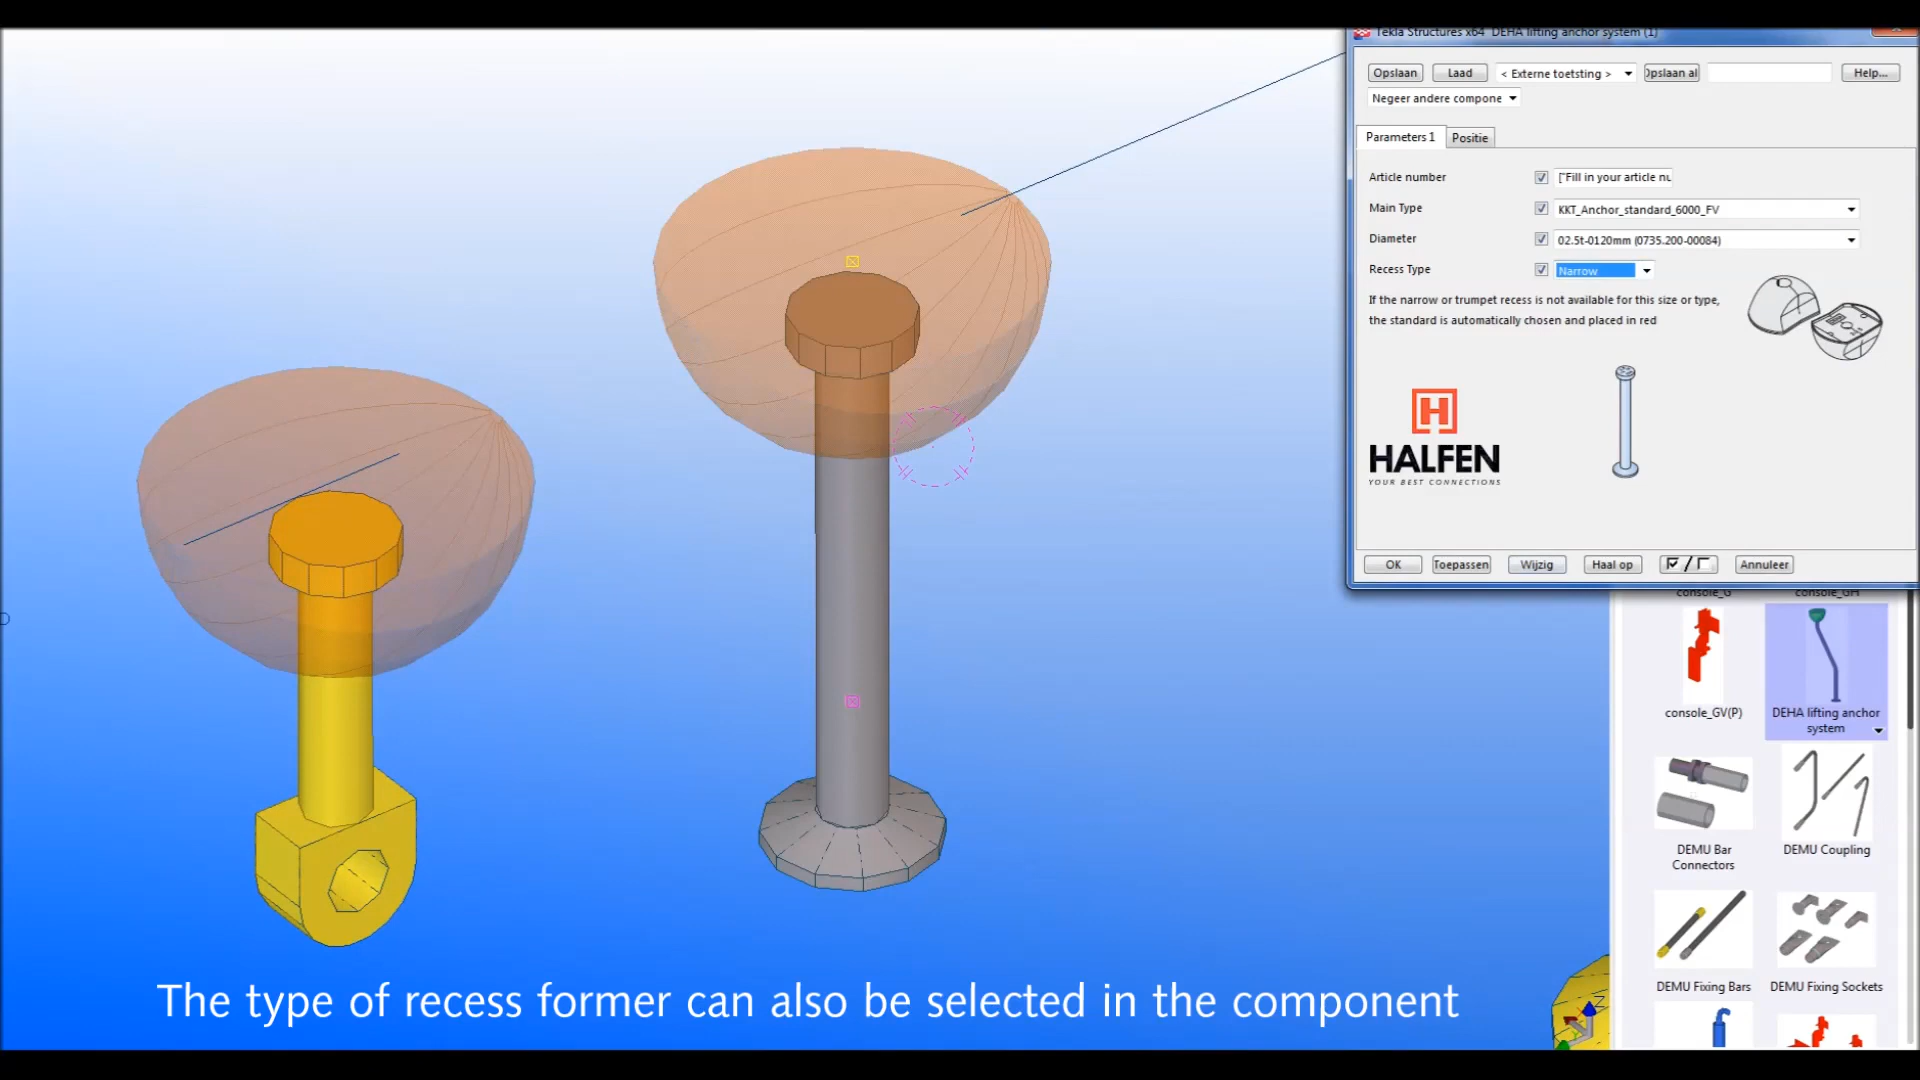 Tekla Structures x64 DEHA lifting anchor system (1)
Opslaan
Laad
< Externe toetsting >
Opslaan al
Help...
Negeer andere compone
Parameters 1
Positie
Article number
["Fill in your article nu
Main Type
KKT_Anchor_standard_6000_FV
Diameter
02.5t-0120mm (0735.200-00084)
Recess Type
Narrow
If the narrow or trumpet recess is not available for this size or type,
the standard is automatically chosen and placed in red
H
HALFEN
YOUR BEST CONNECTIONS
OK
Toepassen
Wijzig
Haal op
/
Annuleer
console_G
console_GH
console_GV(P)
DEHA lifting anchor
system
DEMU Bar
Connectors
DEMU Coupling
DEMU Fixing Bars
DEMU Fixing Sockets
Z
The type of recess former can also be selected in the component